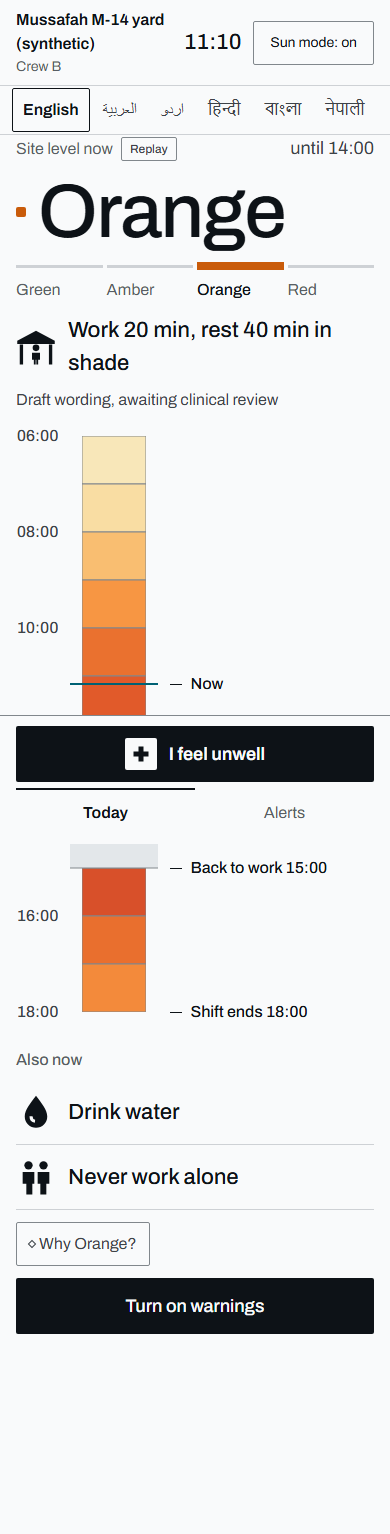 Mussafah M-14 yard
(synthetic)
Crew B
11:10
Sun mode: on
English
العربية
اردو
हिन्दी
বাংলা
नेपाली
Site level now
Replay
until 14:00
Orange
Green
Amber
Orange
Red
Work 20 min, rest 40 min in
shade
Draft wording, awaiting clinical review
06:00
08:00
10:00
Now
I feel unwell
Today
Alerts
Back to work 15:00
16:00
18:00
Shift ends 18:00
Also now
Drink water
Never work alone
Why Orange?
Turn on warnings